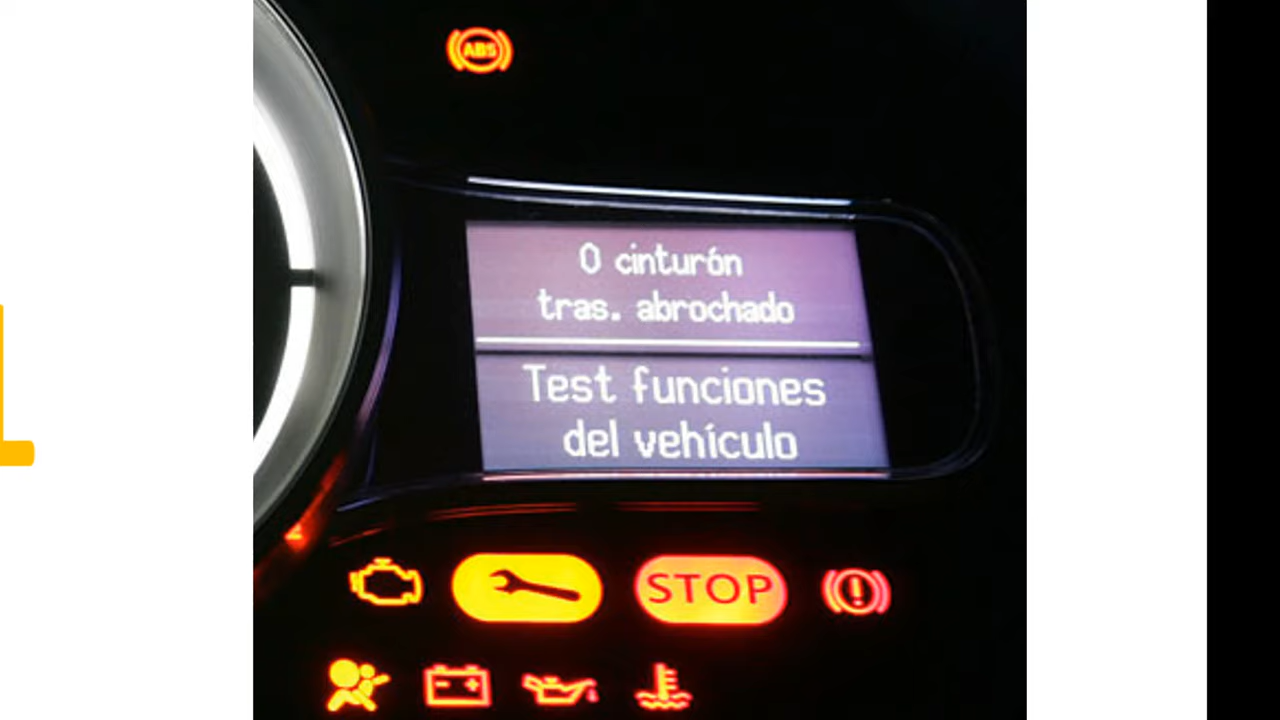 ABS
0 cinturón
tras. abrochado
Test funciones
del vehículo
STOP